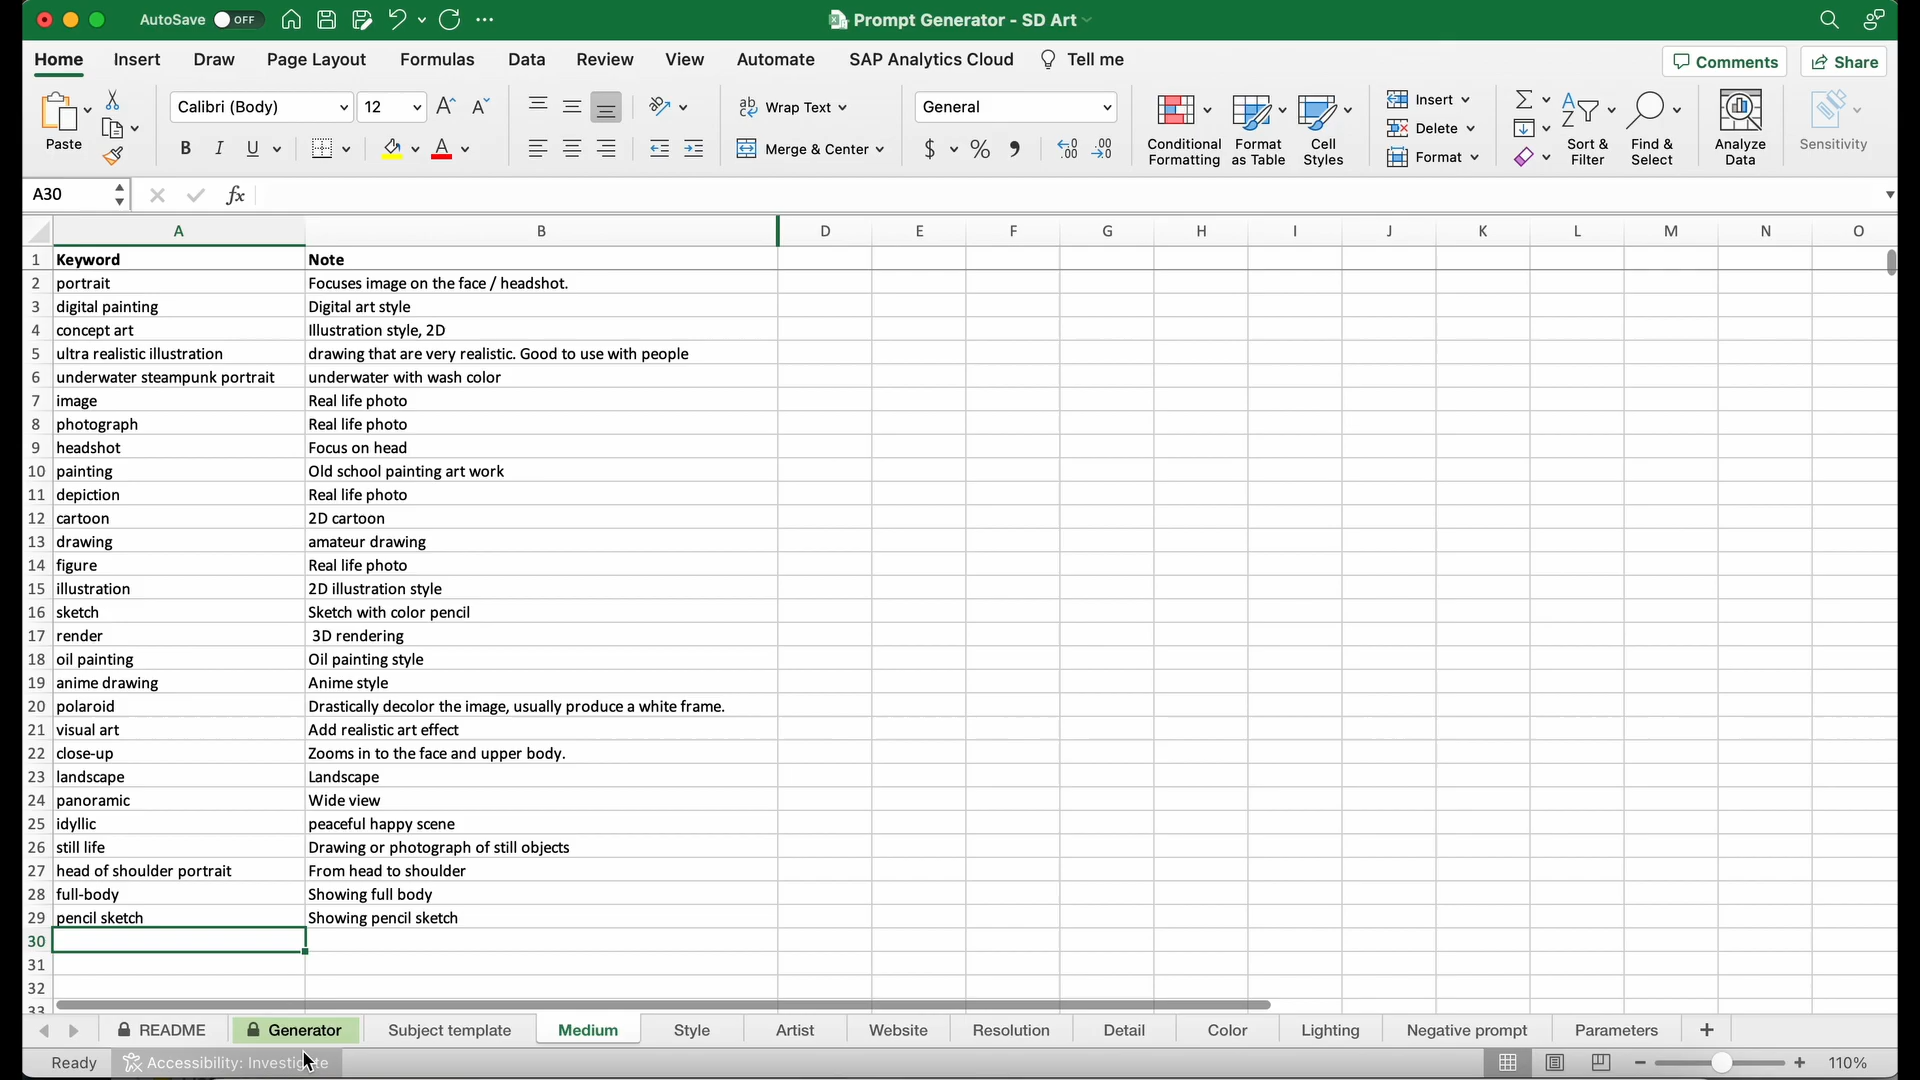 AutoSave OFF Prompt Generator - SD Art
Home Insert Draw Page Layout Formulas Data Review View Automate SAP Analytics Cloud Tell me Comments Share
Paste Calibri (Body) 12 Wrap Text General Insert
B I U Merge & Center $ % Delete
Conditional Formatting Format as Table Cell Styles Format Sort & Filter Find & Select Analyze Data Sensitivity
A30 fx
A B D E F G H I J K L M N O
1 Keyword Note
2 portrait Focuses image on the face / headshot.
3 digital painting Digital art style
4 concept art Illustration style, 2D
5 ultra realistic illustration drawing that are very realistic. Good to use with people
6 underwater steampunk portrait underwater with wash color
7 image Real life photo
8 photograph Real life photo
9 headshot Focus on head
10 painting Old school painting art work
11 depiction Real life photo
12 cartoon 2D cartoon
13 drawing amateur drawing
14 figure Real life photo
15 illustration 2D illustration style
16 sketch Sketch with color pencil
17 render 3D rendering
18 oil painting Oil painting style
19 anime drawing Anime style
20 polaroid Drastically decolor the image, usually produce a white frame.
21 visual art Add realistic art effect
22 close-up Zooms in to the face and upper body.
23 landscape Landscape
24 panoramic Wide view
25 idyllic peaceful happy scene
26 still life Drawing or photograph of still objects
27 head of shoulder portrait From head to shoulder
28 full-body Showing full body
29 pencil sketch Showing pencil sketch
30
31
32
33
README Generator Subject template Medium Style Artist Website Resolution Detail Color Lighting Negative prompt Parameters +
Ready Accessibility: Investigate 110%